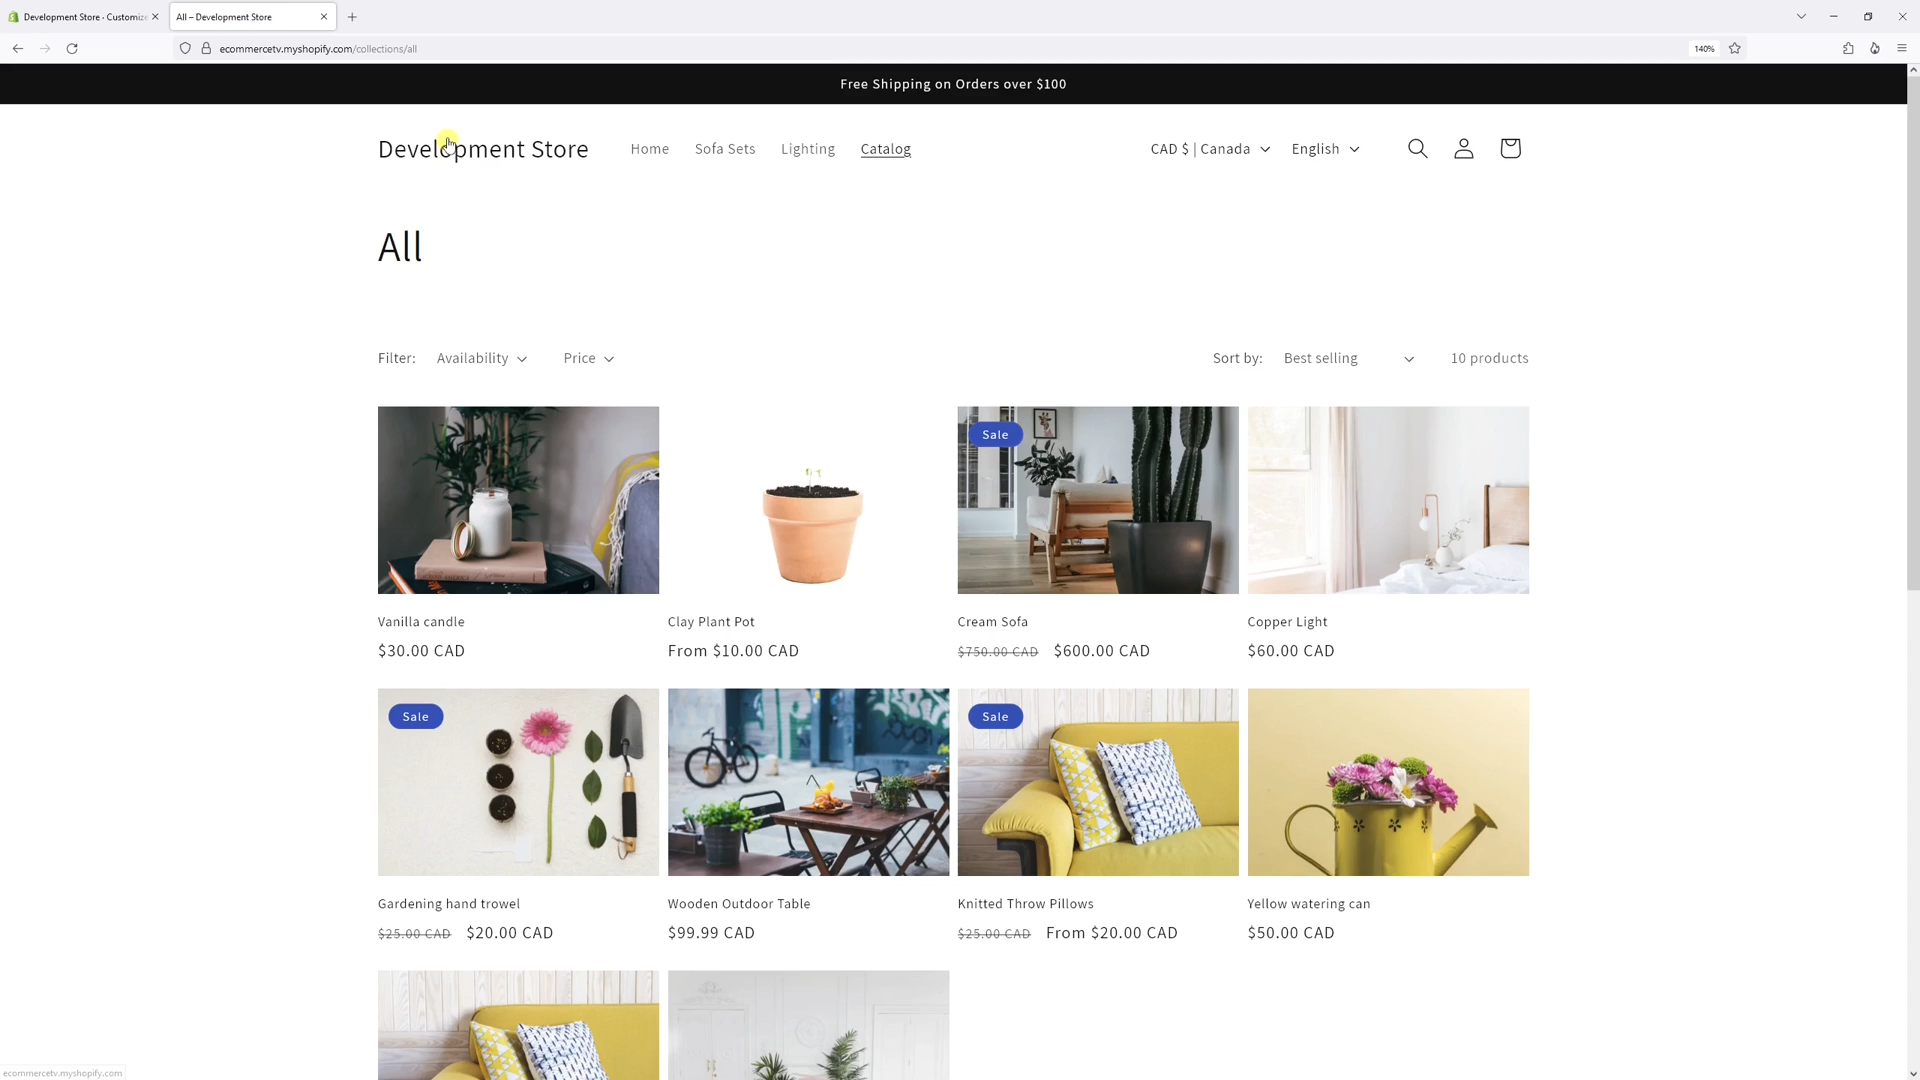 Development Store · Customize
All – Development Store
ecommercetv.myshopify.com/collections/all
140%
Free Shipping on Orders over $100
Development Store
Home
Sofa Sets
Lighting
Catalog
CAD $ | Canada
English
All
Filter:
Availability
Price
Sort by:
Best selling
10 products
Sale
Vanilla candle
Clay Plant Pot
Cream Sofa
Copper Light
$30.00 CAD
From $10.00 CAD
$750.00 CAD $600.00 CAD
$60.00 CAD
Sale
Sale
Gardening hand trowel
Wooden Outdoor Table
Knitted Throw Pillows
Yellow watering can
$25.00 CAD $20.00 CAD
$99.99 CAD
$25.00 CAD From $20.00 CAD
$50.00 CAD
ecommercetv.myshopify.com